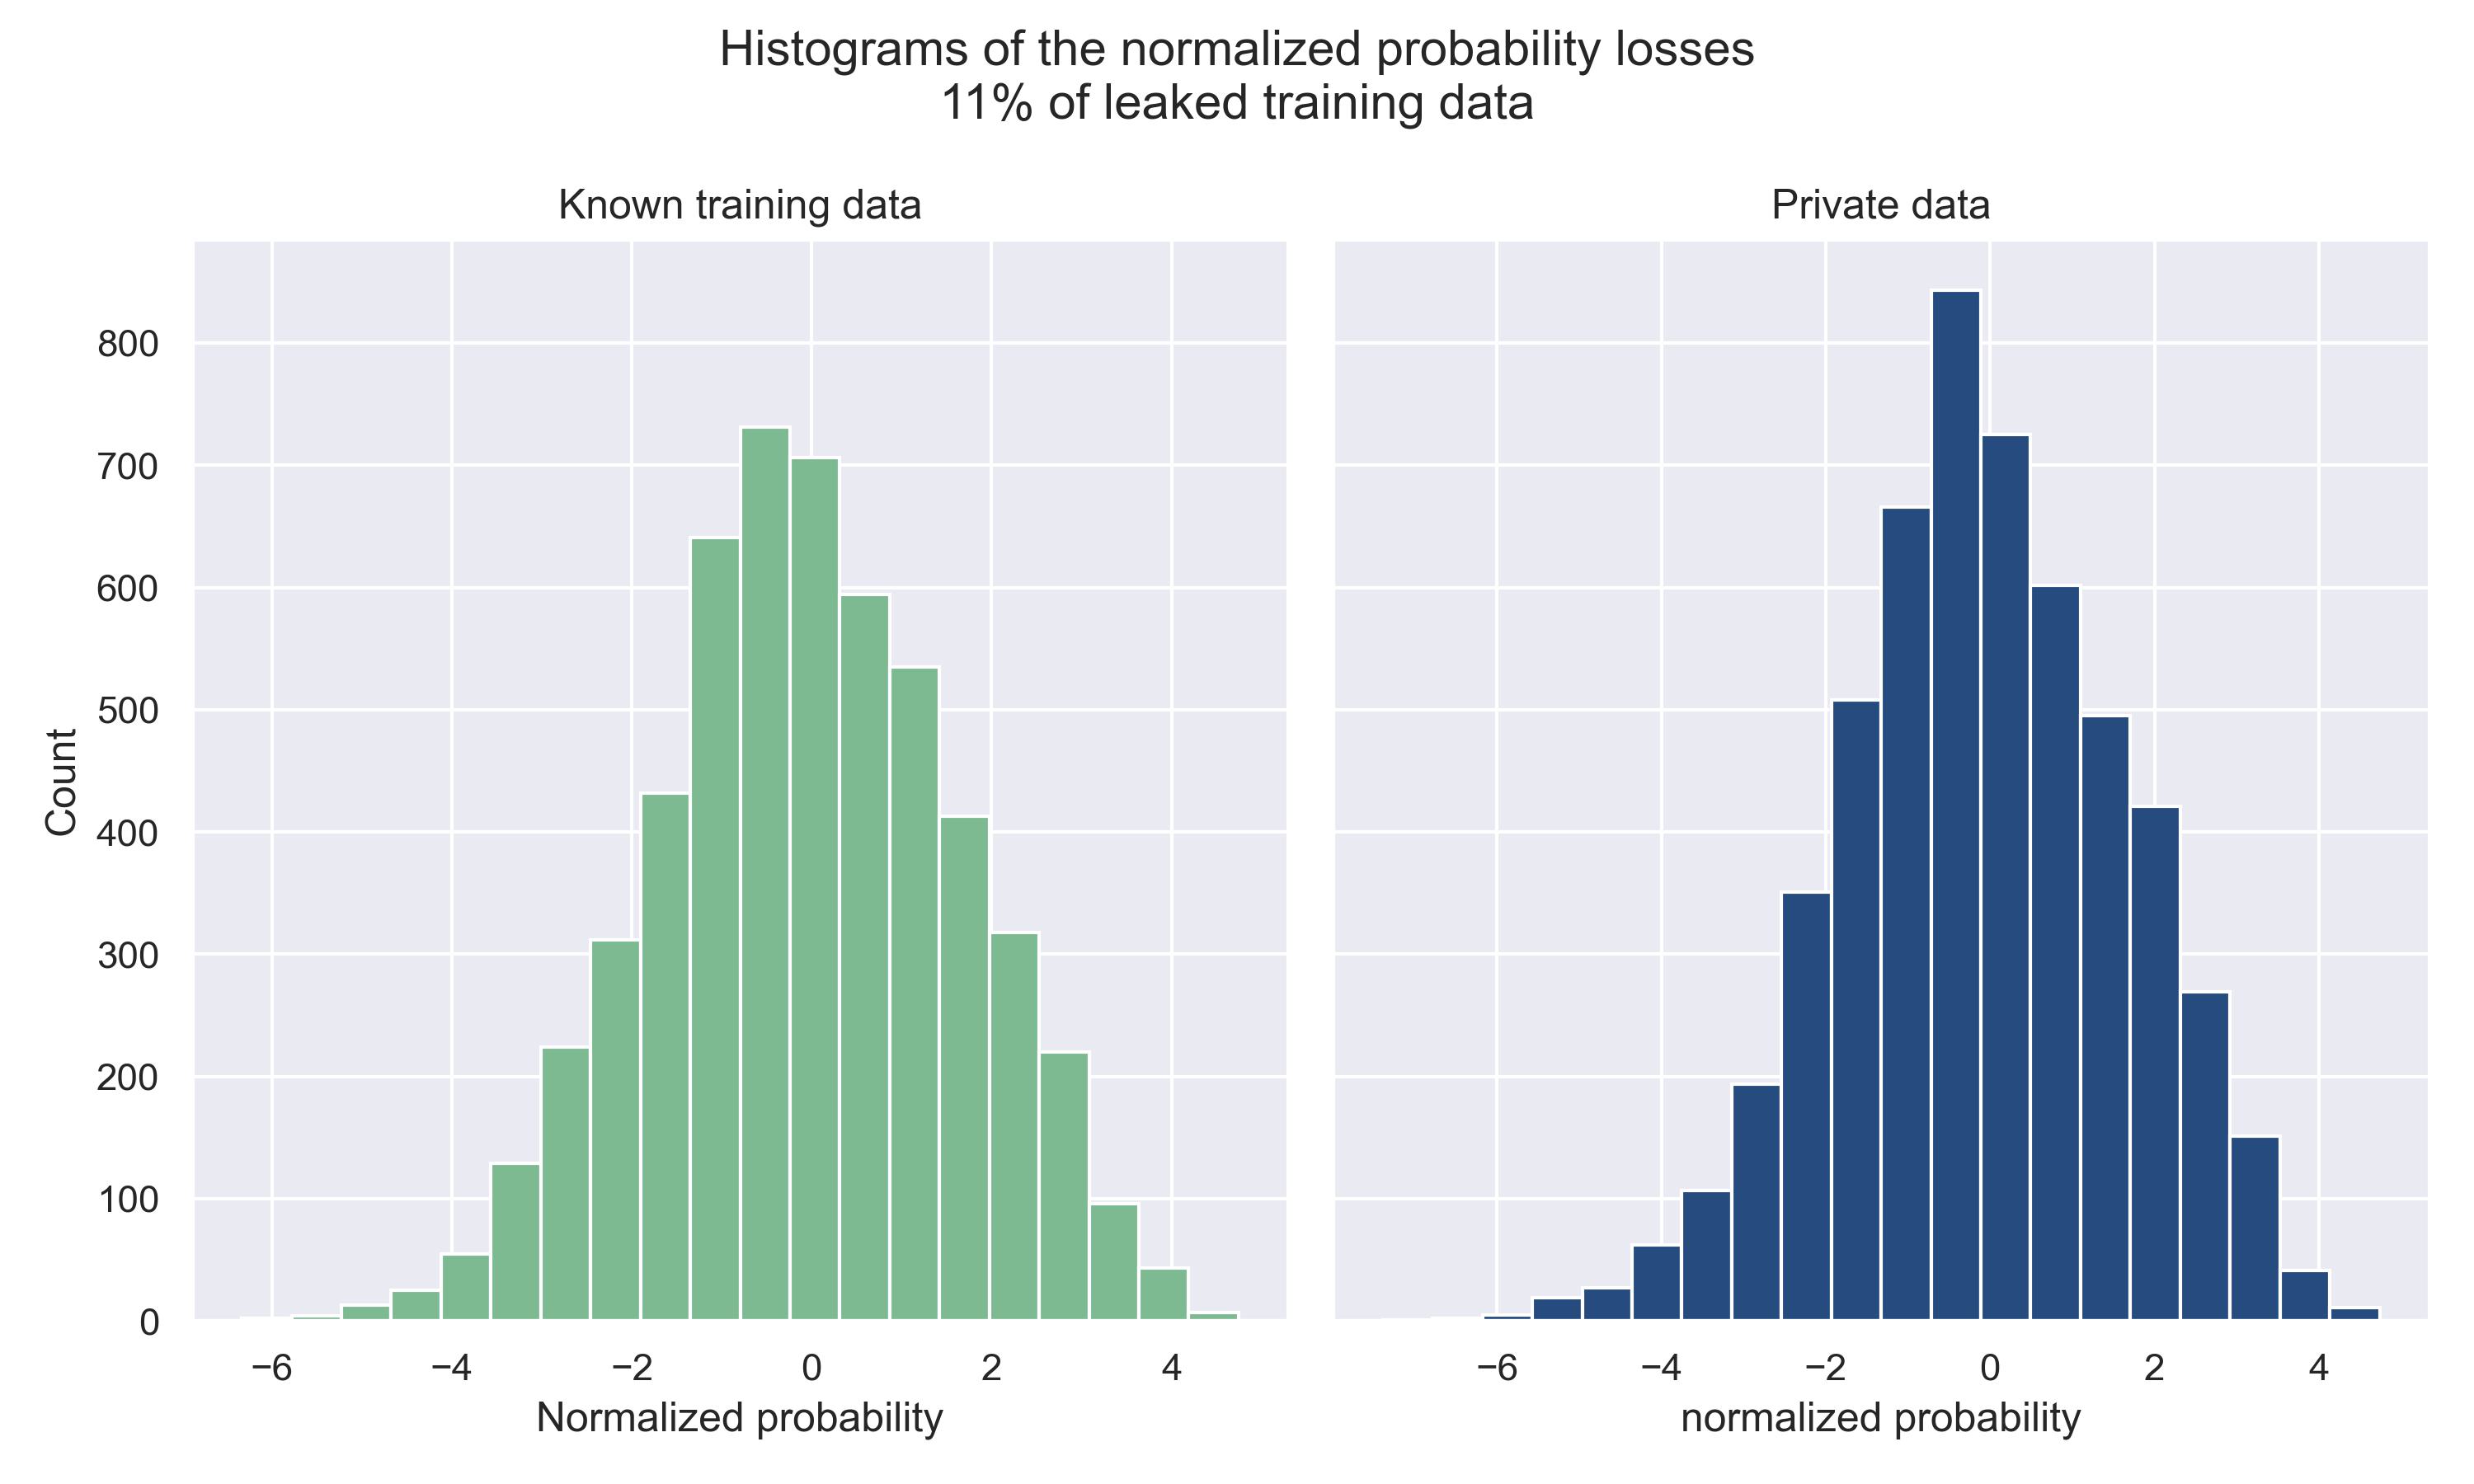 Histograms of the normalized probability losses
11% of leaked training data
Known training data
Private data
800
700
600
500
400
300
200
100
0
Count
−6 −4 −2 0 2 4
Normalized probability
−6 −4 −2 0 2 4
normalized probability